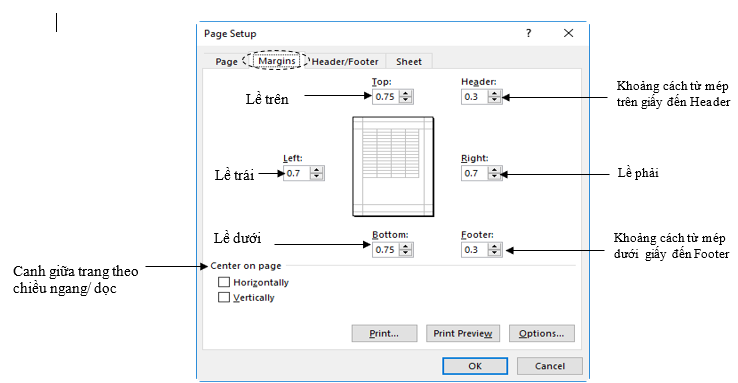 Page Setup
? ×
Page Margins Header/Footer Sheet
Top: Header:
Lề trên 0.75 0.3 Khoảng cách từ mép
trên giấy đến Header
Left: Right:
Lề trái 0.7 0.7 Lề phải
Bottom: Footer:
Lề dưới 0.75 0.3 Khoảng cách từ mép
dưới giấy đến Footer
Canh giữa trang theo
chiều ngang/ dọc
Center on page
Horizontally
Vertically
Print... Print Preview Options...
OK Cancel